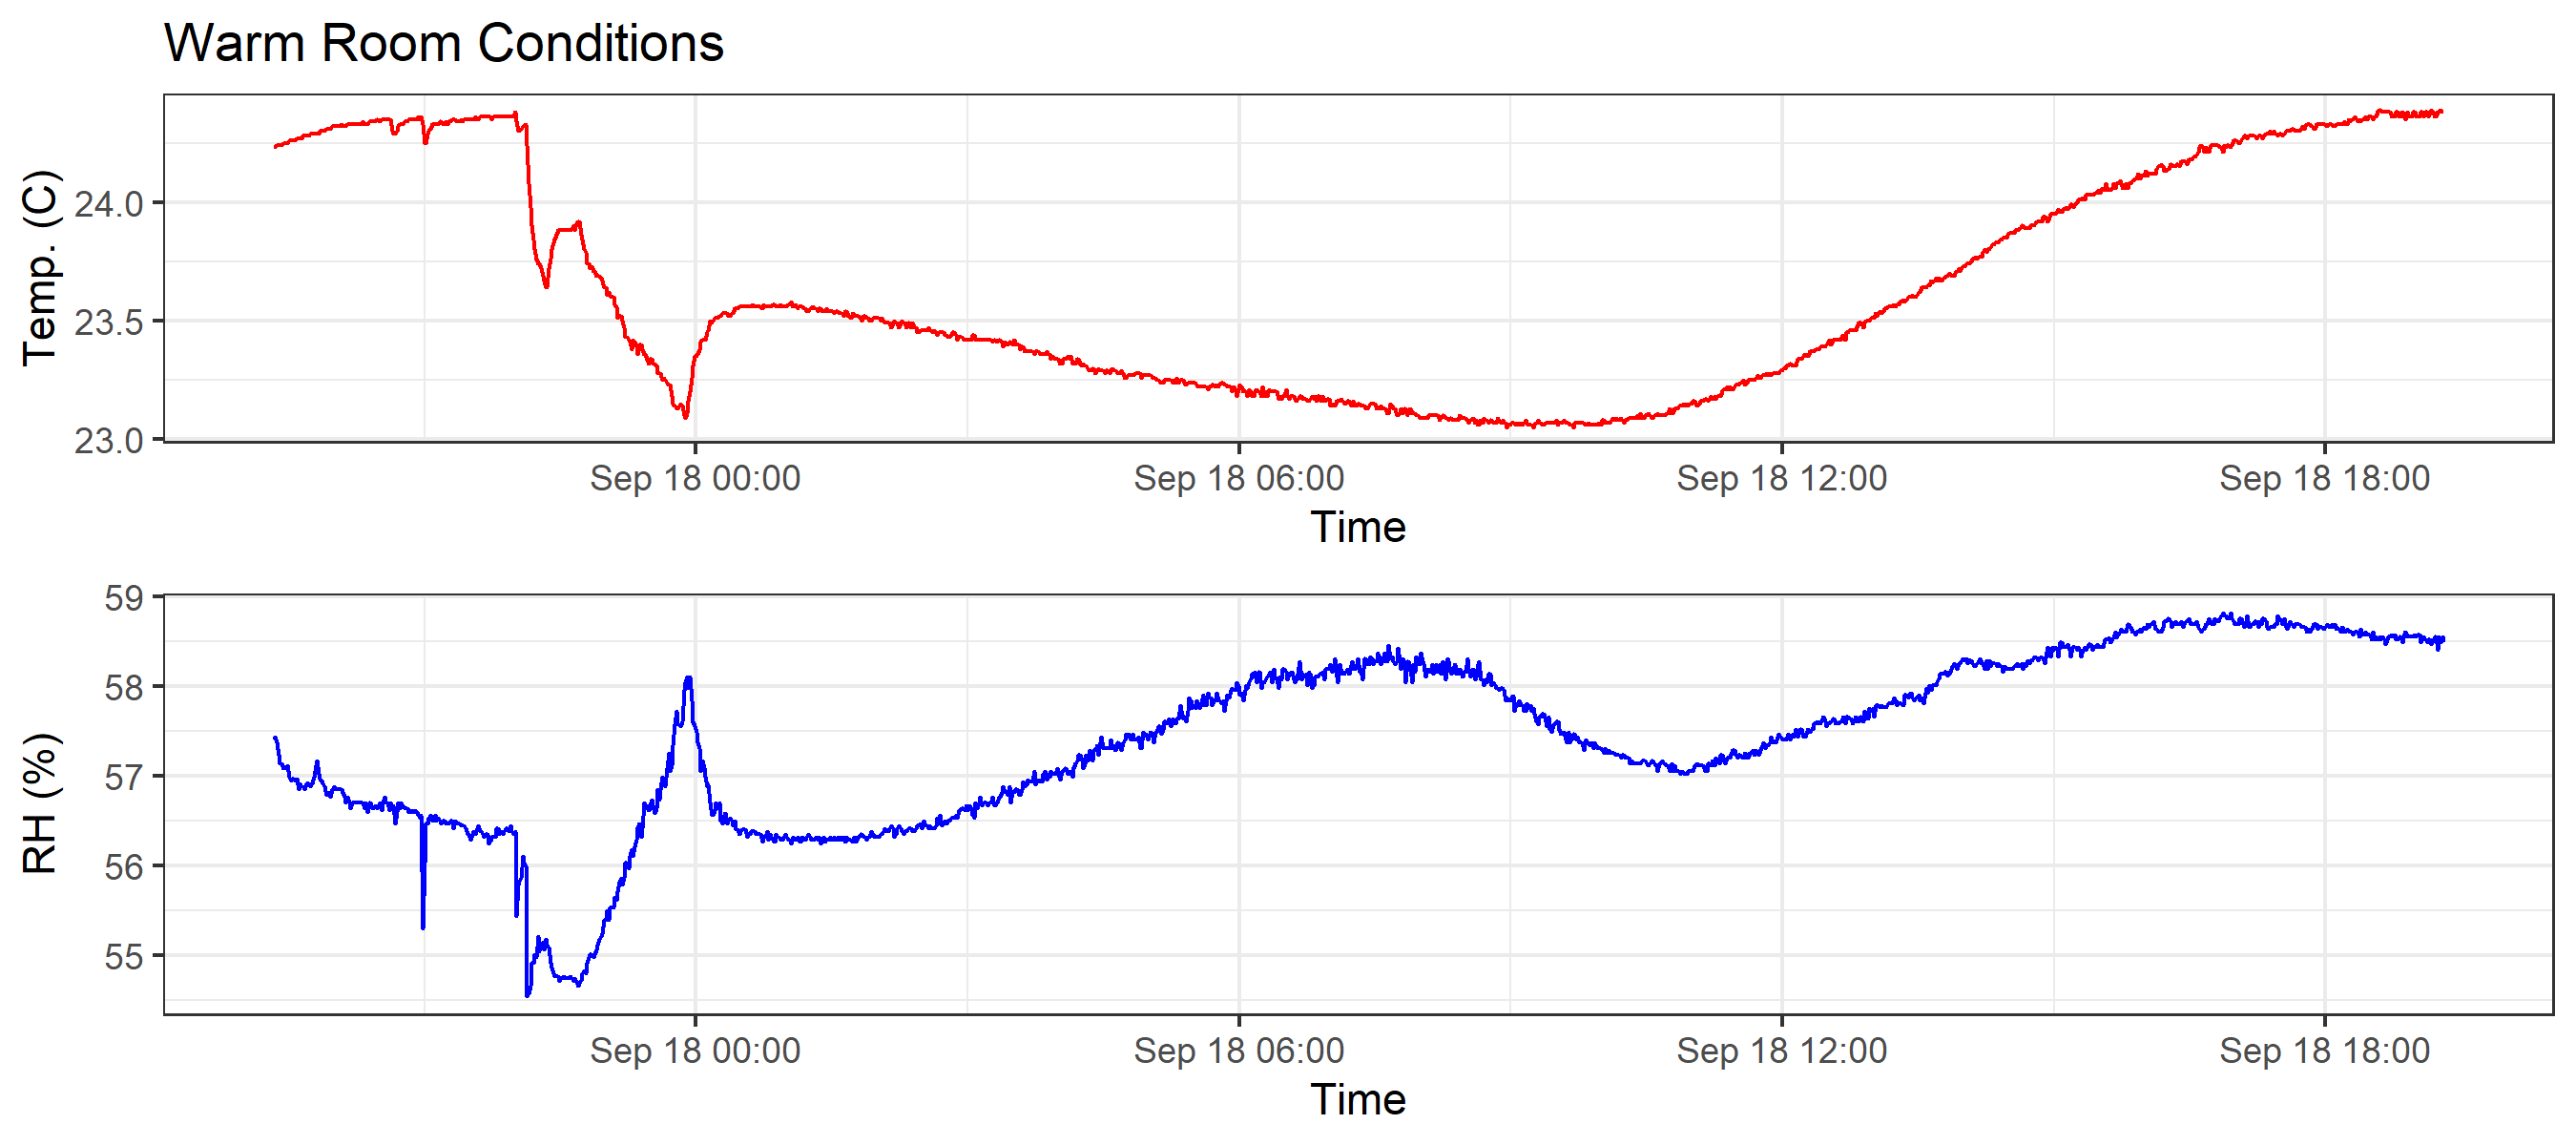 Warm Room Conditions
Temp. (C)
24.0
23.5
23.0
Sep 18 00:00 Sep 18 06:00 Sep 18 12:00 Sep 18 18:00
Time
RH (%)
59
58
57
56
55
Sep 18 00:00 Sep 18 06:00 Sep 18 12:00 Sep 18 18:00
Time